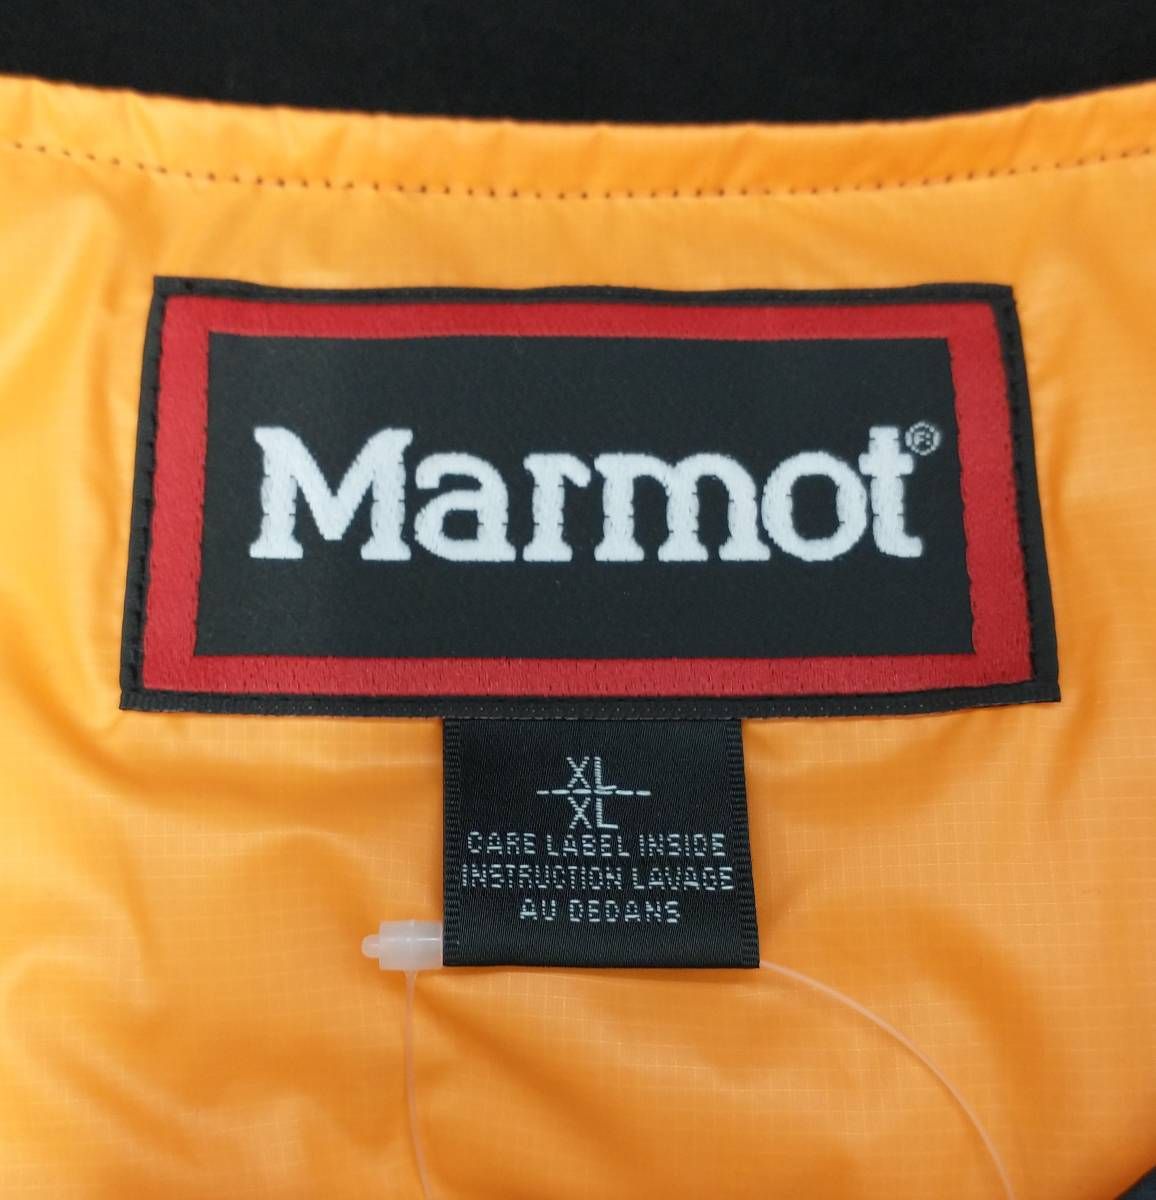 Marmot®
XL
XL
CARE LABEL INSIDE
INSTRUCTION LAVAGE
AU DEDANS